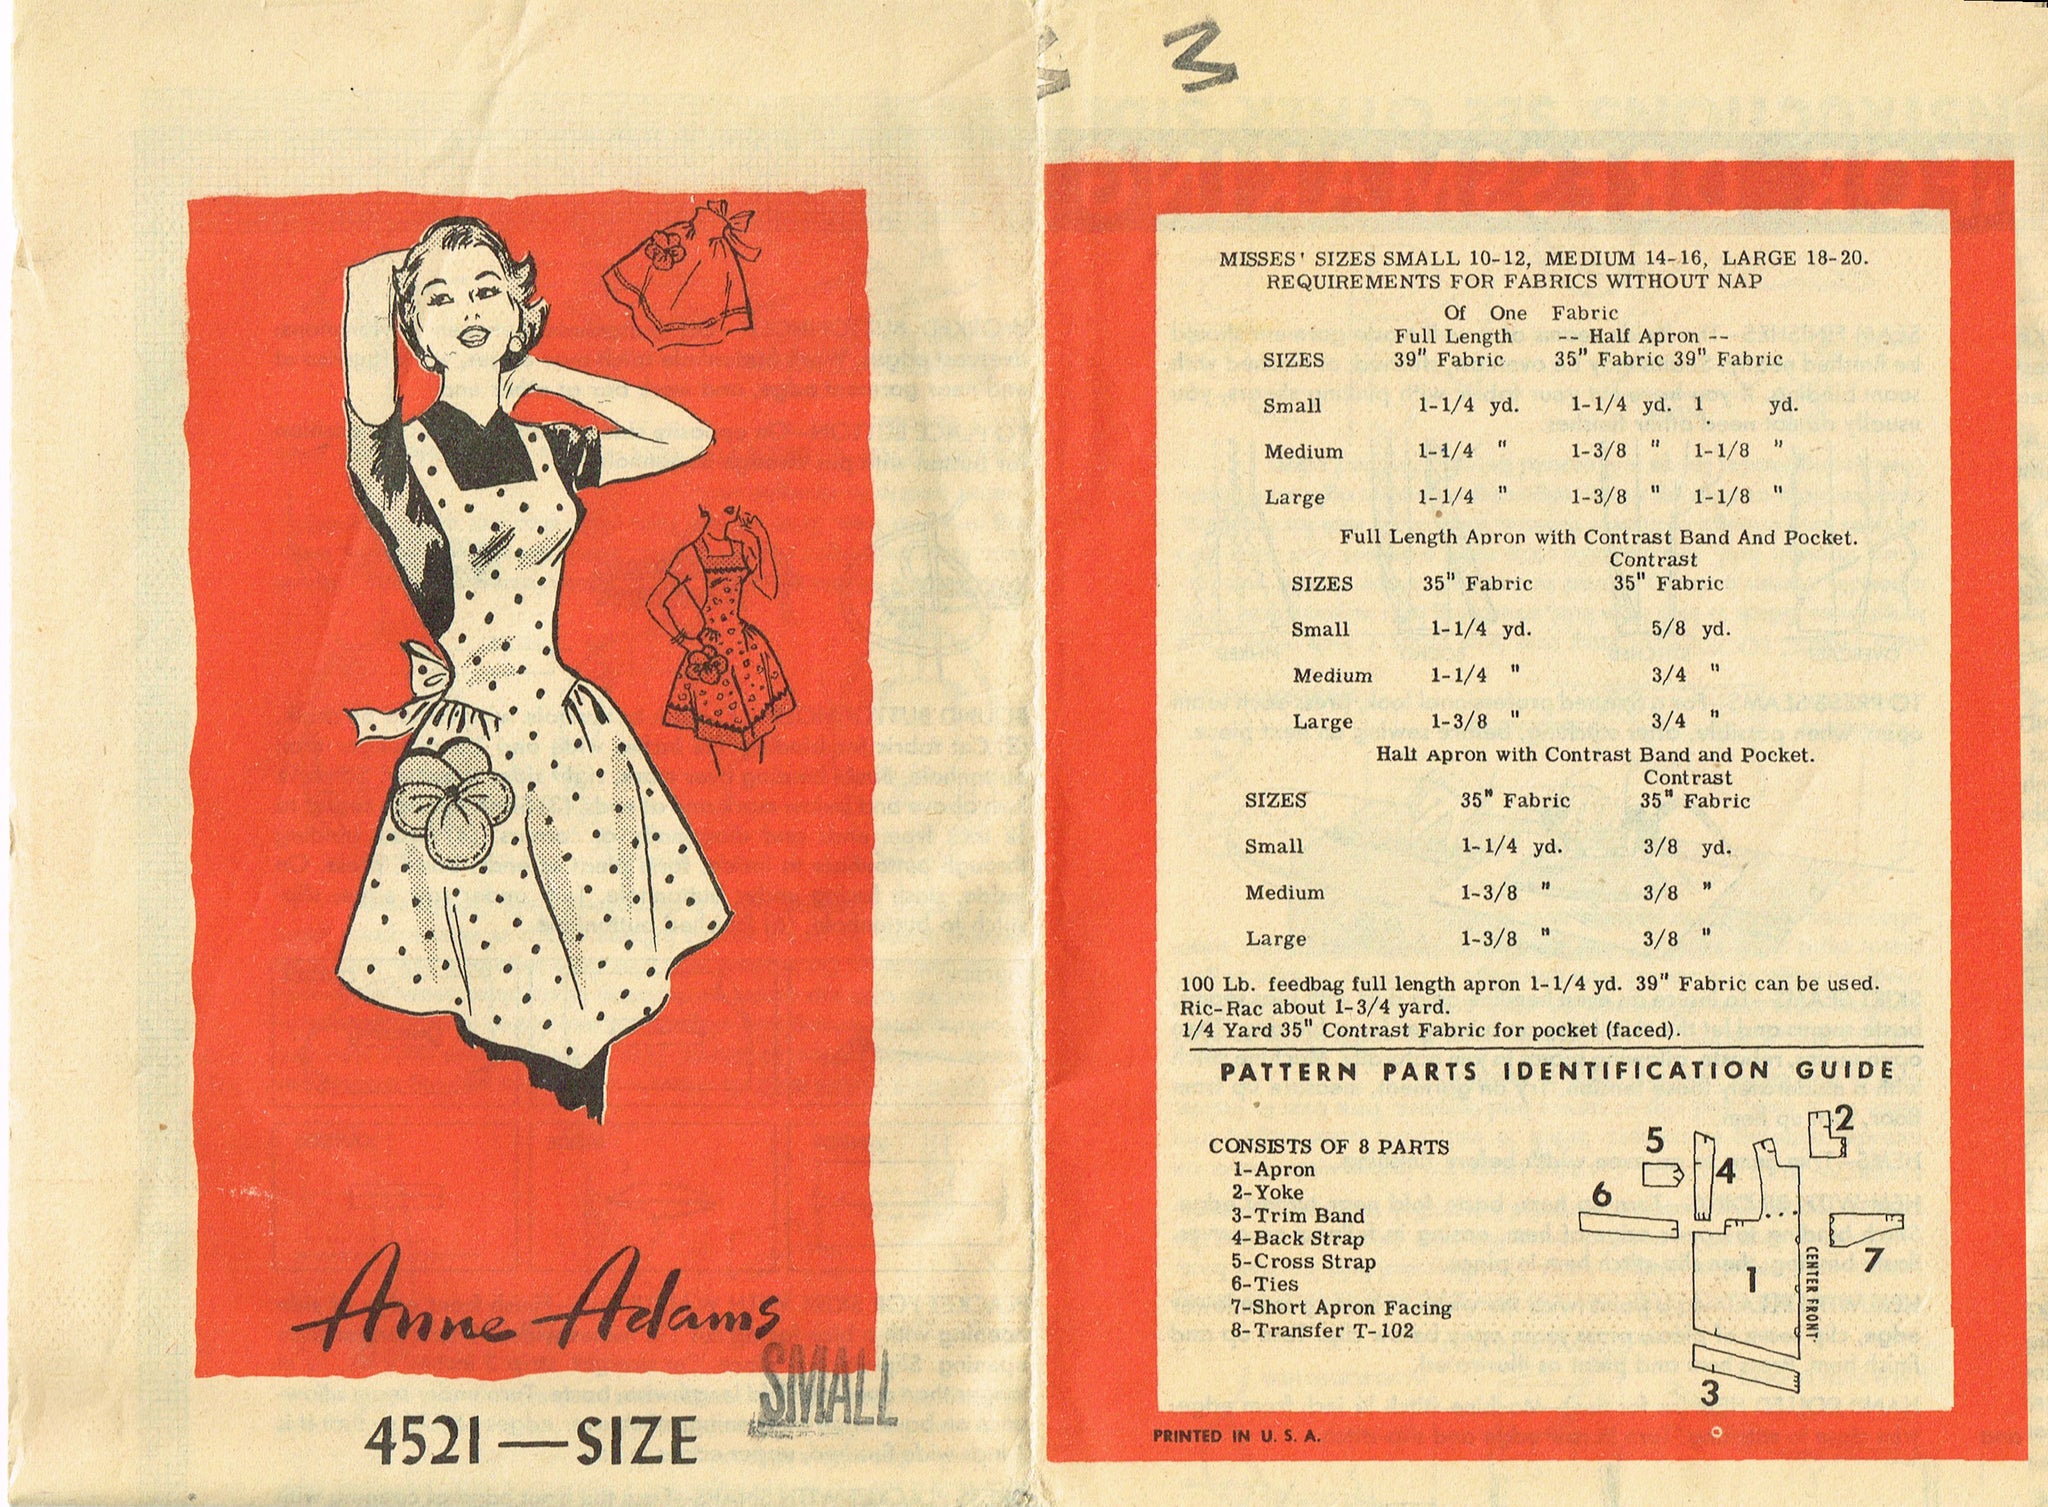 Anne Adams
SMALL
4521—SIZE
3
MISSES' SIZES SMALL 10-12, MEDIUM 14-16, LARGE 18-20.
REQUIREMENTS FOR FABRICS WITHOUT NAP
Of One Fabric
Full Length -- Half Apron --
SIZES 39" Fabric 35" Fabric 39" Fabric
Small 1-1/4 yd. 1-1/4 yd. 1 yd.
Medium 1-1/4 " 1-3/8 " 1-1/8 "
Large 1-1/4 " 1-3/8 " 1-1/8 "
Full Length Apron with Contrast Band And Pocket.
Contrast
SIZES 35" Fabric 35" Fabric
Small 1-1/4 yd. 5/8 yd.
Medium 1-1/4 " 3/4 "
Large 1-3/8 " 3/4 "
Half Apron with Contrast Band and Pocket.
Contrast
SIZES 35" Fabric 35" Fabric
Small 1-1/4 yd. 3/8 yd.
Medium 1-3/8 " 3/8 "
Large 1-3/8 " 3/8 "
100 Lb. feedbag full length apron 1-1/4 yd. 39" Fabric can be used.
Ric-Rac about 1-3/4 yard.
1/4 Yard 35" Contrast Fabric for pocket (faced).
PATTERN PARTS IDENTIFICATION GUIDE
CONSISTS OF 8 PARTS
1-Apron
2-Yoke
3-Trim Band
4-Back Strap
5-Cross Strap
6-Ties
7-Short Apron Facing
8-Transfer T-102
2
5
4
6
7
1
CENTER FRONT
3
PRINTED IN U. S. A.